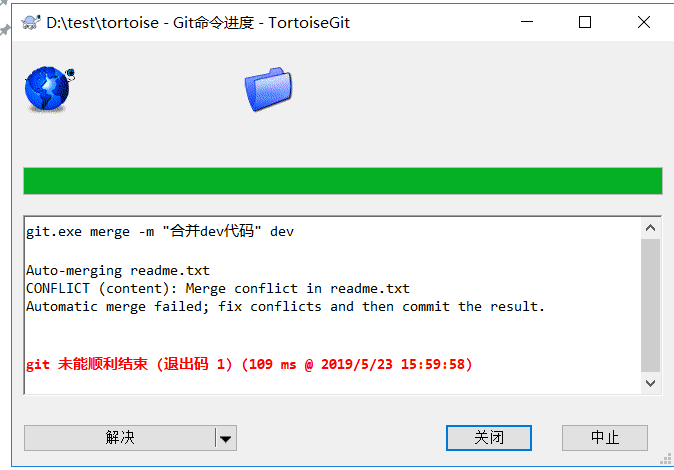 D:\test\tortoise - Git命令进度 - TortoiseGit
git.exe merge -m "合并dev代码" dev
Auto-merging readme.txt
CONFLICT (content): Merge conflict in readme.txt
Automatic merge failed; fix conflicts and then commit the result.
git 未能顺利结束 (退出码 1) (109 ms @ 2019/5/23 15:59:58)
解决
关闭
中止